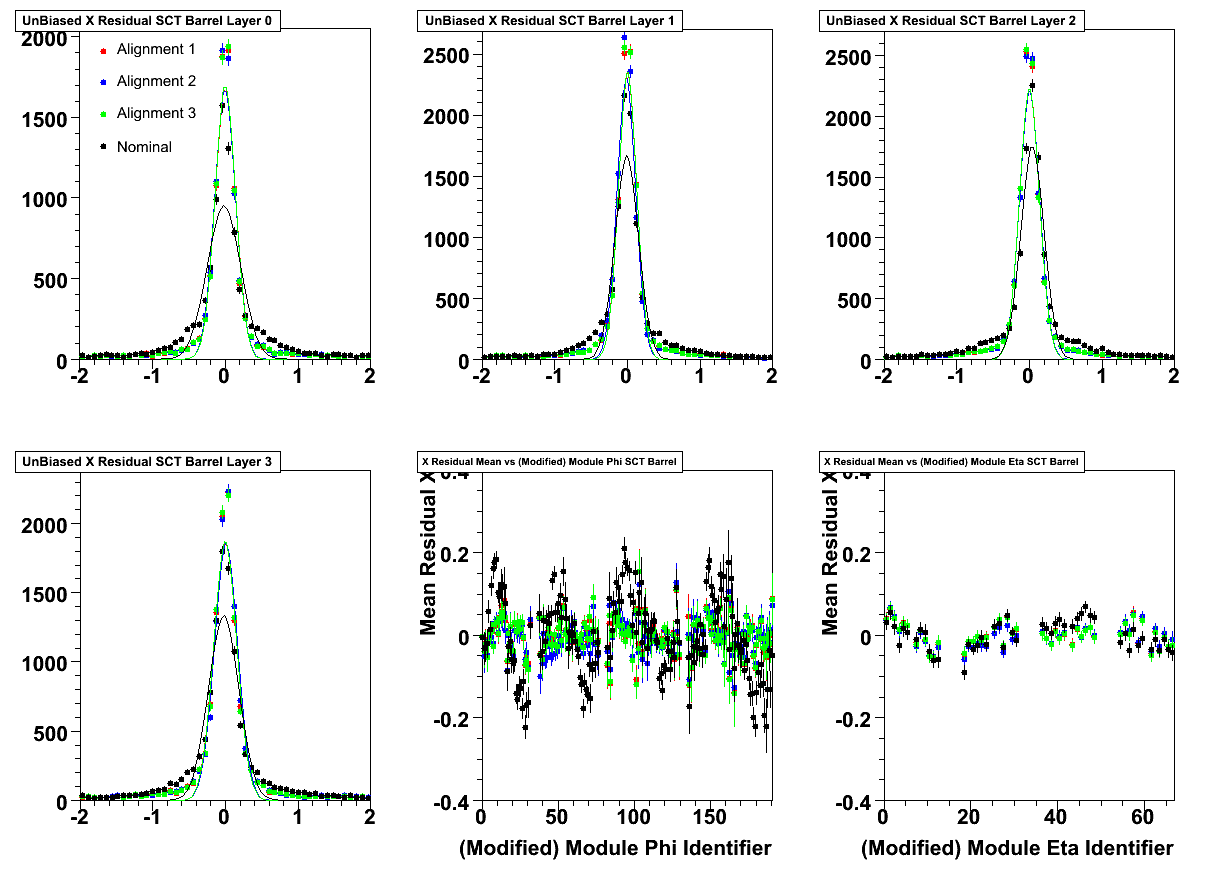 UnBiased X Residual SCT Barrel Layer 0
2000
1500
1000
500
0
-2 -1 0 1 2
Alignment 1
Alignment 2
Alignment 3
Nominal
UnBiased X Residual SCT Barrel Layer 1
2500
2000
1500
1000
500
0
-2 -1 0 1 2
UnBiased X Residual SCT Barrel Layer 2
2500
2000
1500
1000
500
0
-2 -1 0 1 2
UnBiased X Residual SCT Barrel Layer 3
2000
1500
1000
500
0
-2 -1 0 1 2
X Residual Mean vs (Modified) Module Phi SCT Barrel
Mean Residual X
0.4
0.2
0
-0.2
-0.4
0 50 100 150
(Modified) Module Phi Identifier
X Residual Mean vs (Modified) Module Eta SCT Barrel
Mean Residual X
0.4
0.2
0
-0.2
-0.4
0 20 40 60
(Modified) Module Eta Identifier